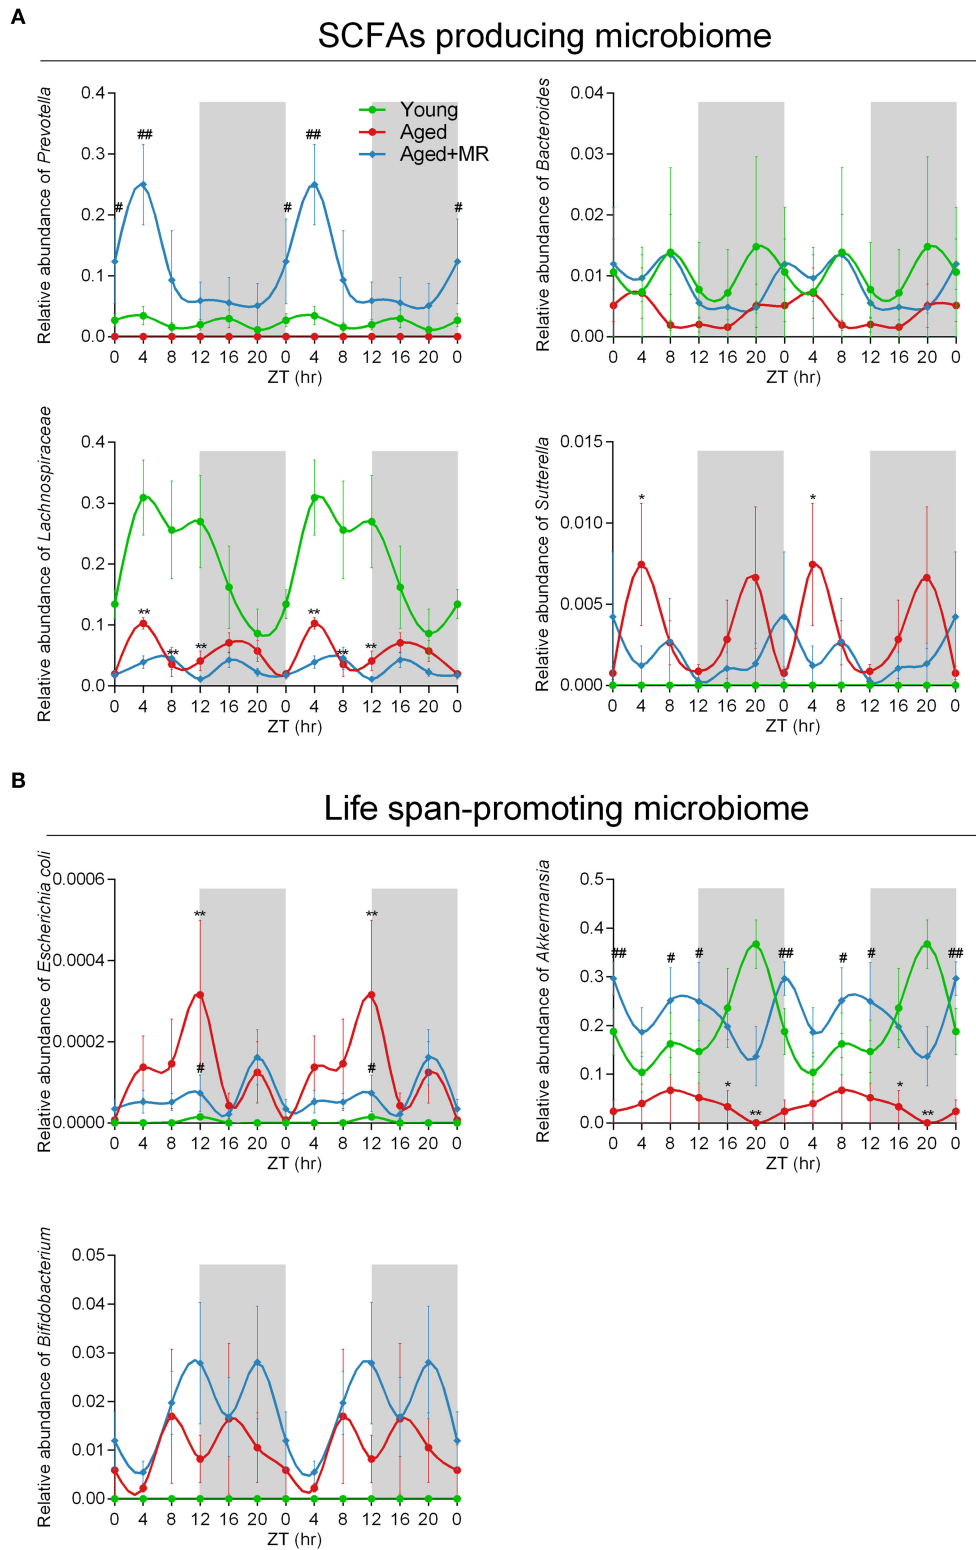 A
SCFAs producing microbiome
Relative abundance of Prevotella
0.4
0.3
0.2
0.1
0.0
# ## # ## #
Young
Aged
Aged+MR
0 4 8 12 16 20 0 4 8 12 16 20 0
ZT (hr)
Relative abundance of Bacteroides
0.04
0.03
0.02
0.01
0.00
0 4 8 12 16 20 0 4 8 12 16 20 0
ZT (hr)
Relative abundance of Lachnospiraceae
0.4
0.3
0.2
0.1
0.0
** ** ** ** ** **
0 4 8 12 16 20 0 4 8 12 16 20 0
ZT (hr)
Relative abundance of Sutterella
0.015
0.010
0.005
0.000
* *
0 4 8 12 16 20 0 4 8 12 16 20 0
ZT (hr)
B
Life span-promoting microbiome
Relative abundance of Escherichia coli
0.0006
0.0004
0.0002
0.0000
** **
# #
0 4 8 12 16 20 0 4 8 12 16 20 0
ZT (hr)
Relative abundance of Akkermansia
0.5
0.4
0.3
0.2
0.1
0.0
## # # ## # # ##
* ** * **
0 4 8 12 16 20 0 4 8 12 16 20 0
ZT (hr)
Relative abundance of Bifidobacterium
0.05
0.04
0.03
0.02
0.01
0.00
0 4 8 12 16 20 0 4 8 12 16 20 0
ZT (hr)